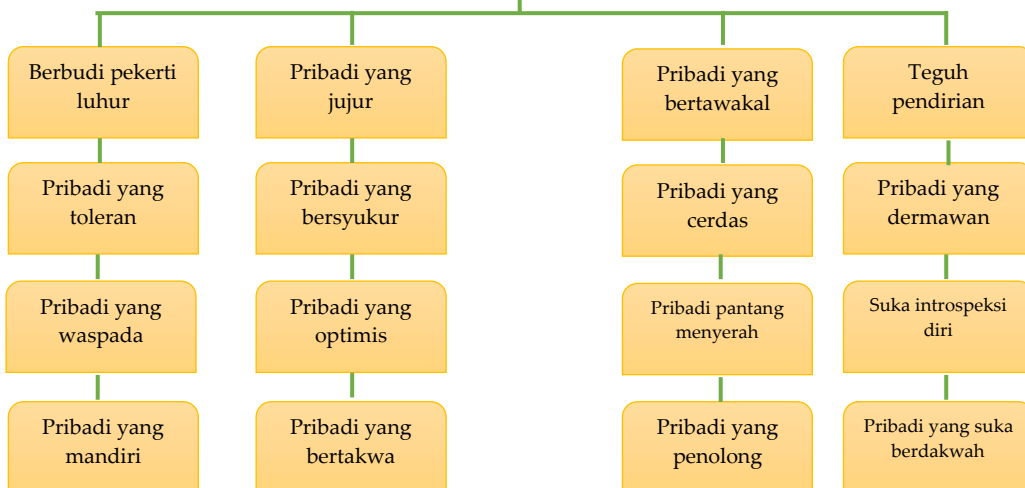 Berbudi pekerti
luhur
Pribadi yang
jujur
Pribadi yang
bertawakal
Teguh
pendirian
Pribadi yang
toleran
Pribadi yang
bersyukur
Pribadi yang
cerdas
Pribadi yang
dermawan
Pribadi yang
waspada
Pribadi yang
optimis
Pribadi pantang
menyerah
Suka introspeksi
diri
Pribadi yang
mandiri
Pribadi yang
bertakwa
Pribadi yang
penolong
Pribadi yang suka
berdakwah